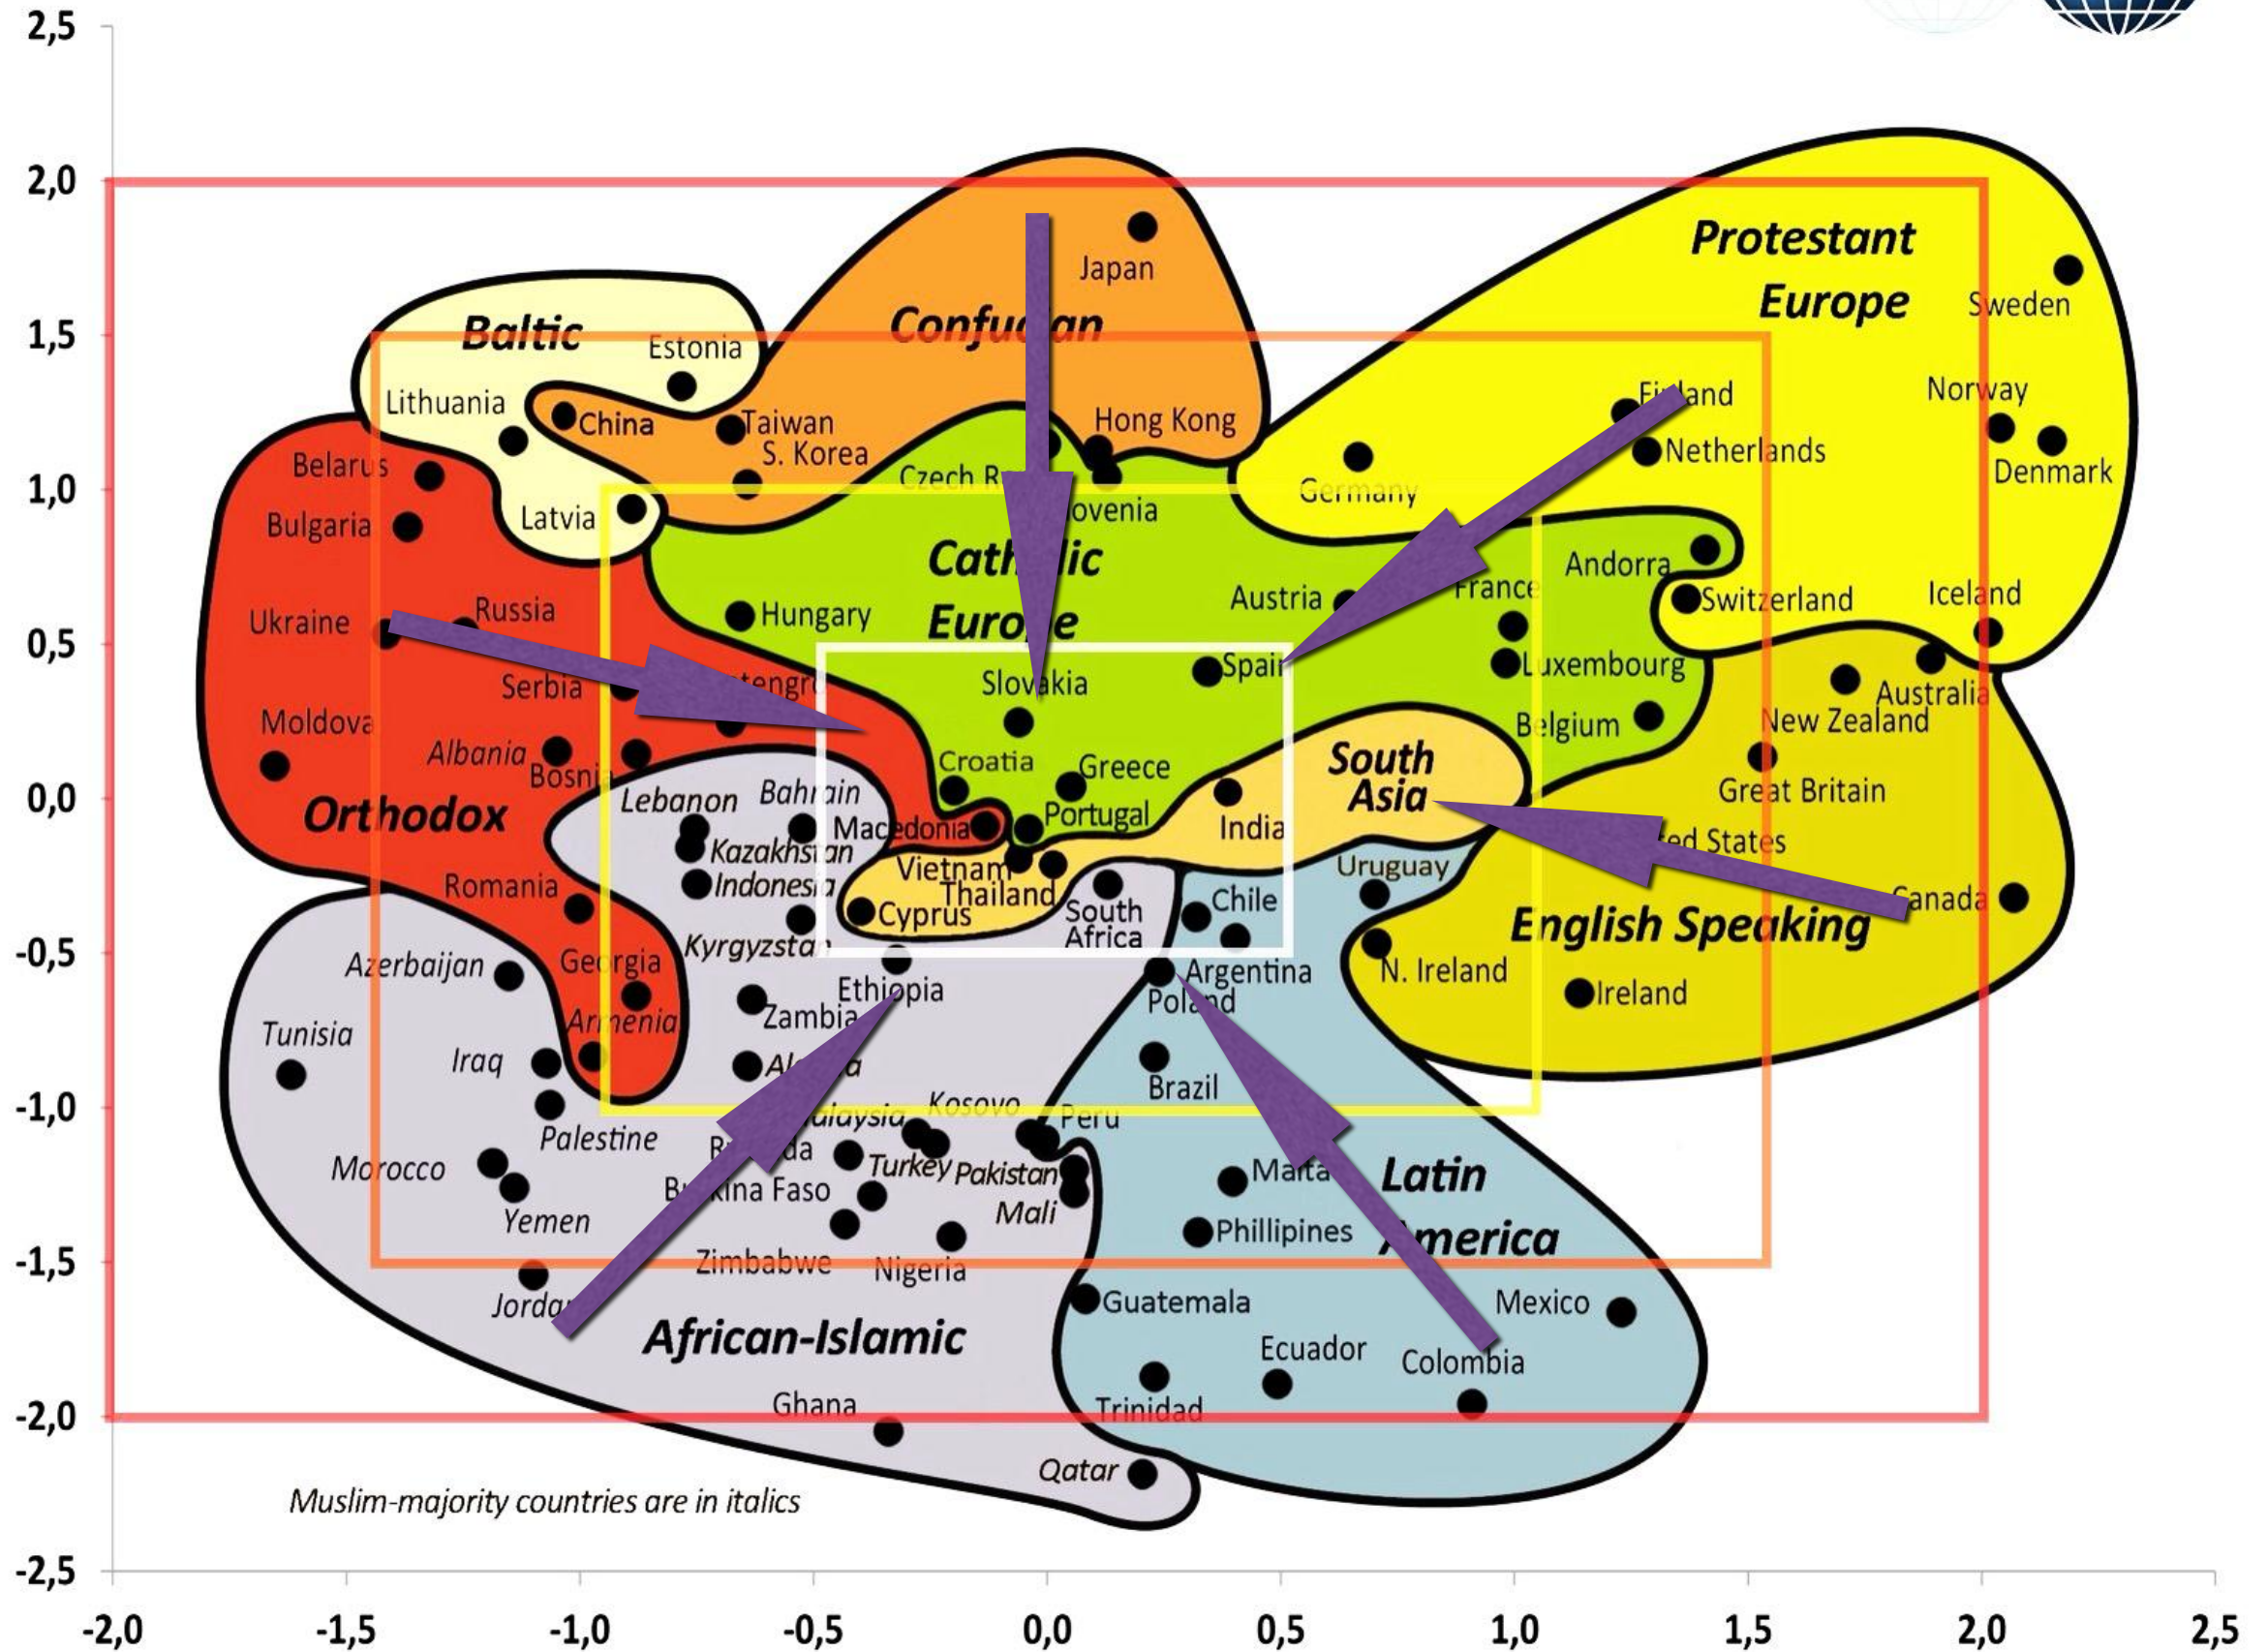 2,5
2,0
1,5
1,0
0,5
0,0
-0,5
-1,0
-1,5
-2,0
-2,5
-2,0
-1,5
-1,0
-0,5
0,0
0,5
1,0
1,5
2,0
2,5
Protestant
Europe
Sweden
Norway
Denmark
Netherlands
Germany
Switzerland
Iceland
Japan
Hong Kong
Taiwan
S. Korea
China
Baltic
Estonia
Lithuania
Latvia
Belarus
Bulgaria
Ukraine
Russia
Serbia
Moldova
Albania
Bosnia
Orthodox
Macedonia
Romania
Georgia
Armenia
Czech
Europe
Hungary
Slovakia
Croatia
Greece
Portugal
Spain
Austria
France
Andorra
Luxembourg
Belgium
South
Asia
India
Vietnam
Thailand
Cyprus
South
Africa
Australia
New Zealand
Great Britain
States
Canada
English Speaking
N. Ireland
Ireland
Uruguay
Chile
Argentina
Poland
Brazil
Peru
Malta
Phillipines
Latin
America
Guatemala
Mexico
Ecuador
Colombia
Trinidad
Lebanon
Bahrain
Kazakhstan
Indonesia
Kyrgyzstan
Ethiopia
Zambia
Azerbaijan
Tunisia
Iraq
Palestine
Morocco
Yemen
Jordan
Kosovo
Turkey
Pakistan
Mali
Faso
Zimbabwe
Nigeria
African-Islamic
Ghana
Qatar
Muslim-majority countries are in italics